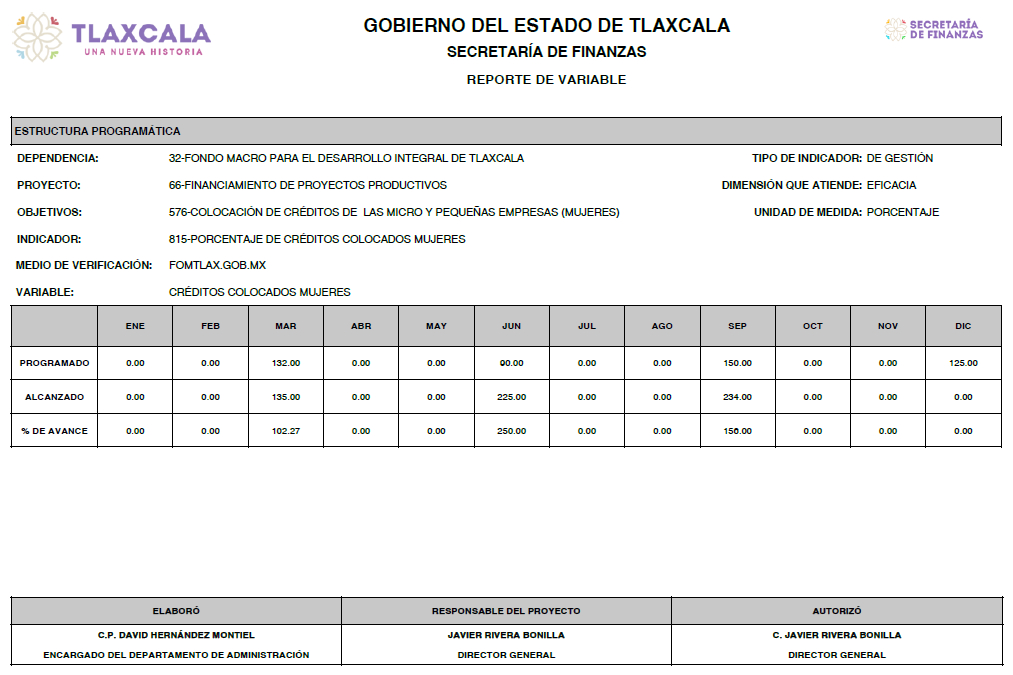 TLAXCALA
UNA NUEVA HISTORIA
GOBIERNO DEL ESTADO DE TLAXCALA
SECRETARÍA DE FINANZAS
REPORTE DE VARIABLE
SECRETARÍA
DE FINANZAS
ESTRUCTURA PROGRAMÁTICA
DEPENDENCIA: 32-FONDO MACRO PARA EL DESARROLLO INTEGRAL DE TLAXCALA TIPO DE INDICADOR: DE GESTIÓN
PROYECTO: 66-FINANCIAMIENTO DE PROYECTOS PRODUCTIVOS DIMENSIÓN QUE ATIENDE: EFICACIA
OBJETIVOS: 576-COLOCACIÓN DE CRÉDITOS DE LAS MICRO Y PEQUEÑAS EMPRESAS (MUJERES) UNIDAD DE MEDIDA: PORCENTAJE
INDICADOR: 815-PORCENTAJE DE CRÉDITOS COLOCADOS MUJERES
MEDIO DE VERIFICACIÓN: FOMTLAX.GOB.MX
VARIABLE: CRÉDITOS COLOCADOS MUJERES
ENE FEB MAR ABR MAY JUN JUL AGO SEP OCT NOV DIC
PROGRAMADO 0.00 0.00 132.00 0.00 0.00 90.00 0.00 0.00 150.00 0.00 0.00 125.00
ALCANZADO 0.00 0.00 135.00 0.00 0.00 225.00 0.00 0.00 234.00 0.00 0.00 0.00
% DE AVANCE 0.00 0.00 102.27 0.00 0.00 250.00 0.00 0.00 156.00 0.00 0.00 0.00
ELABORÓ RESPONSABLE DEL PROYECTO AUTORIZÓ
C.P. DAVID HERNÁNDEZ MONTIEL JAVIER RIVERA BONILLA C. JAVIER RIVERA BONILLA
ENCARGADO DEL DEPARTAMENTO DE ADMINISTRACIÓN DIRECTOR GENERAL DIRECTOR GENERAL